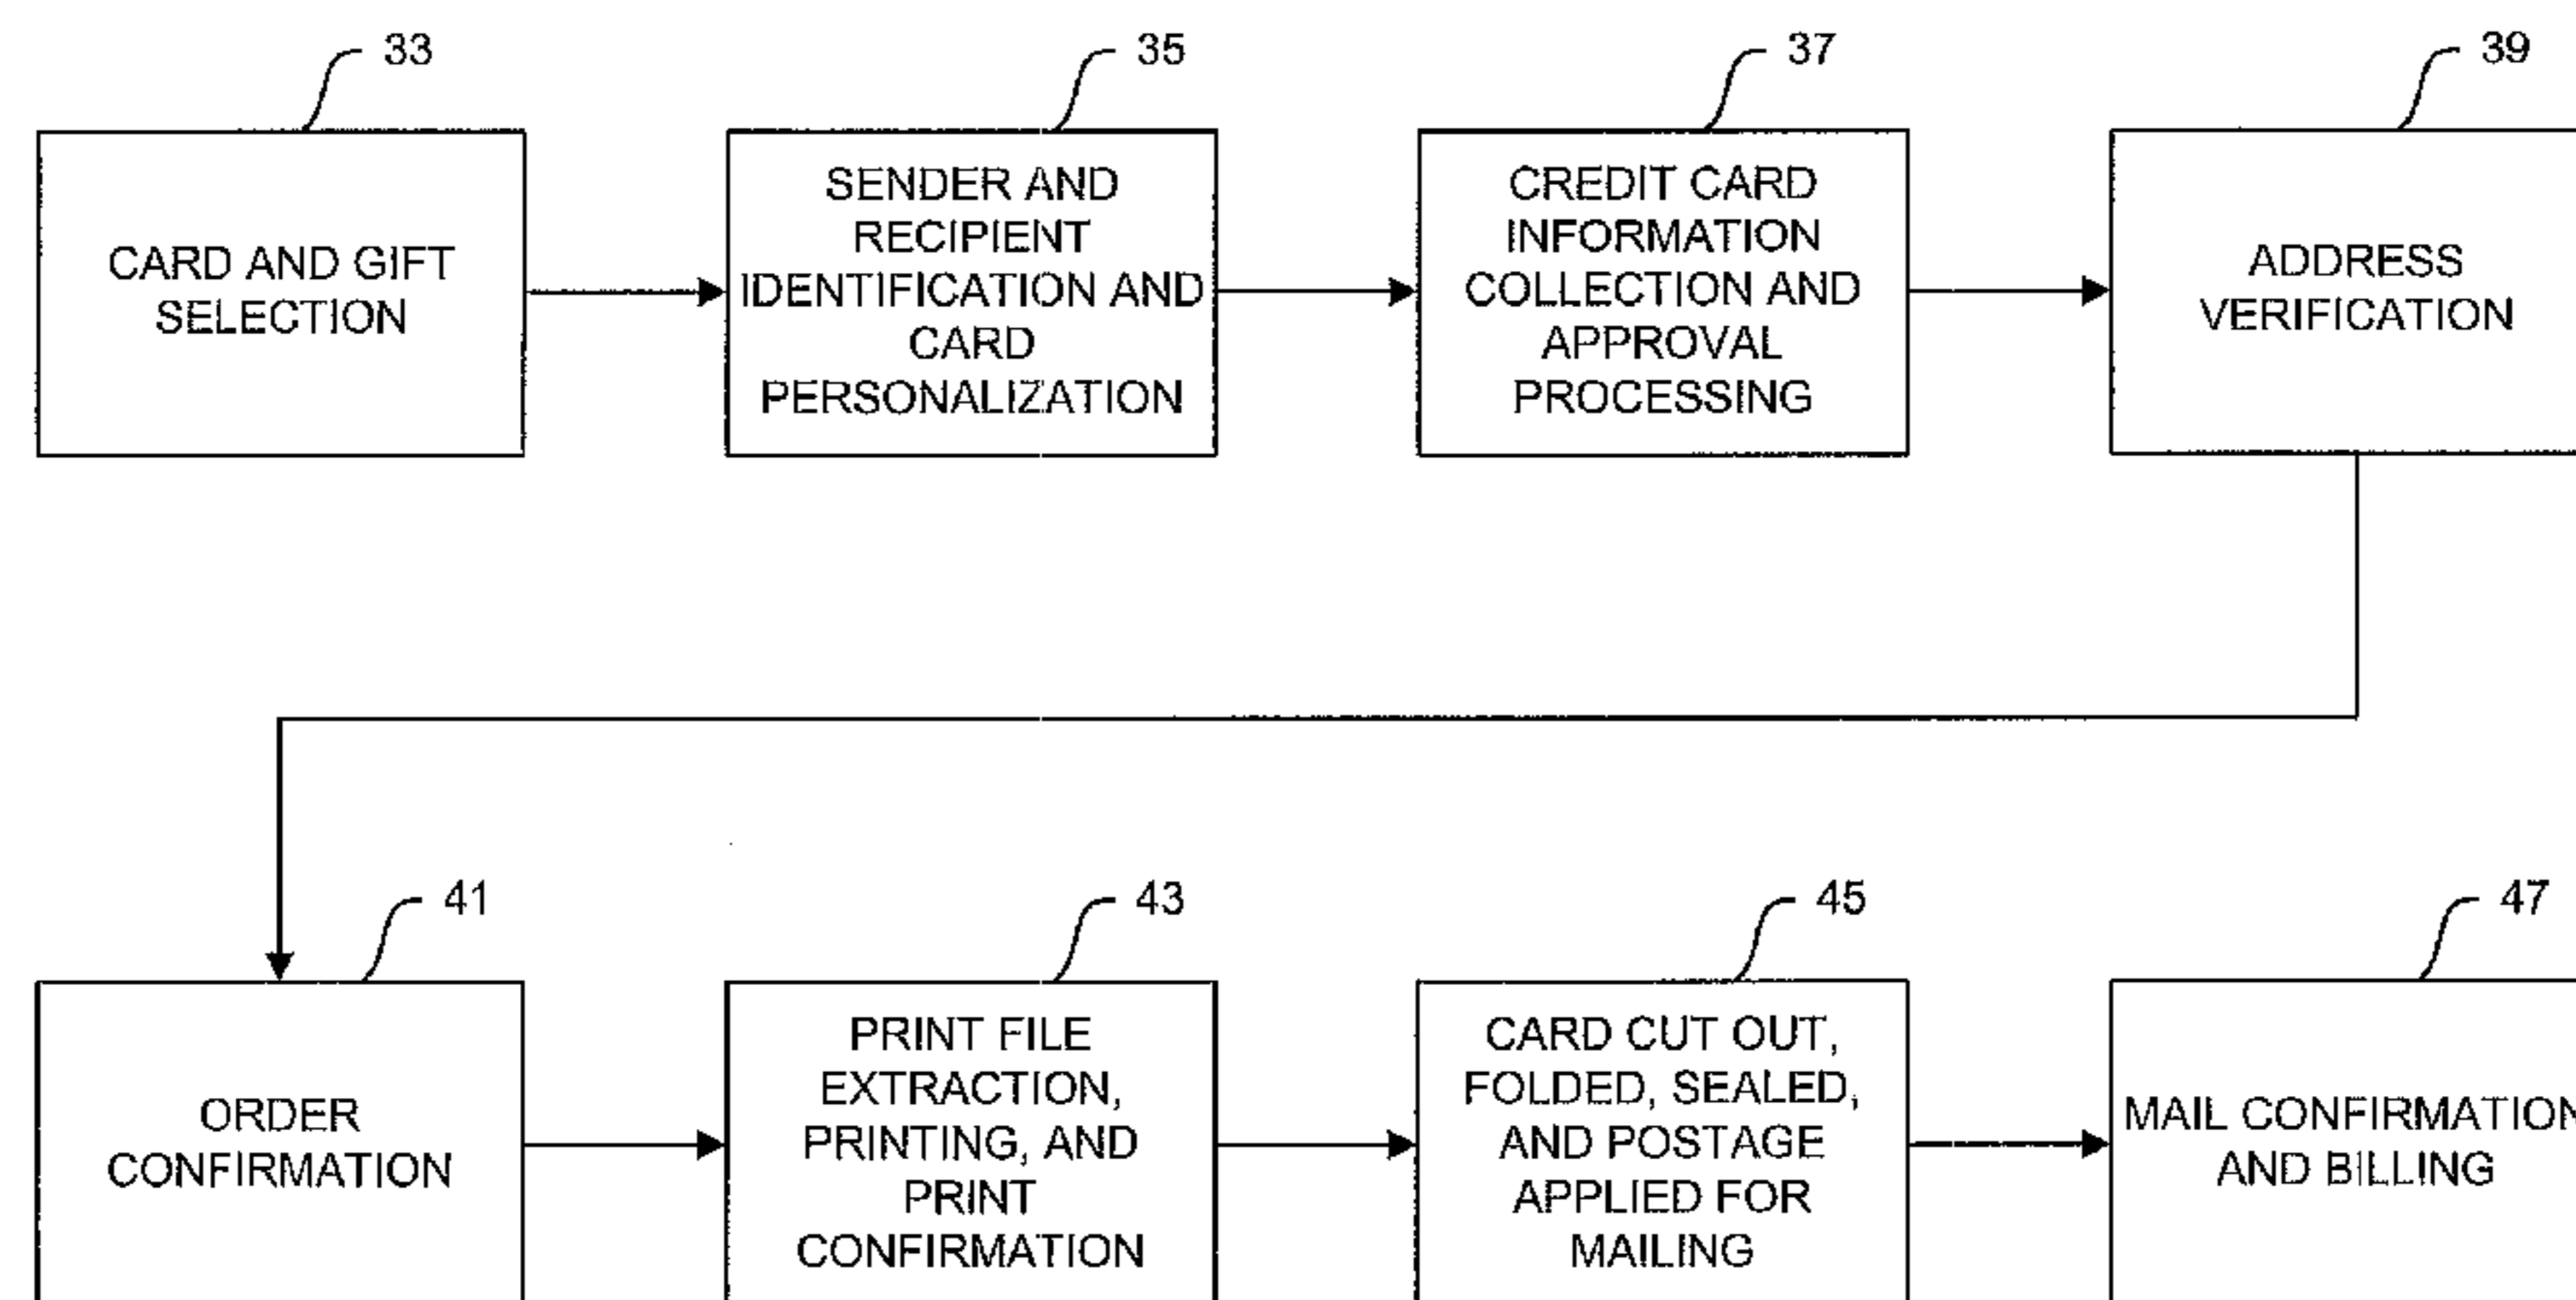 33
CARD AND GIFT
SELECTION
35
SENDER AND
RECIPIENT
IDENTIFICATION AND
CARD
PERSONALIZATION
37
CREDIT CARD
INFORMATION
COLLECTION AND
APPROVAL
PROCESSING
39
ADDRESS
VERIFICATION
41
ORDER
CONFIRMATION
43
PRINT FILE
EXTRACTION,
PRINTING, AND
PRINT
CONFIRMATION
45
CARD CUT OUT,
FOLDED, SEALED,
AND POSTAGE
APPLIED FOR
MAILING
47
MAIL CONFIRMATION
AND BILLING